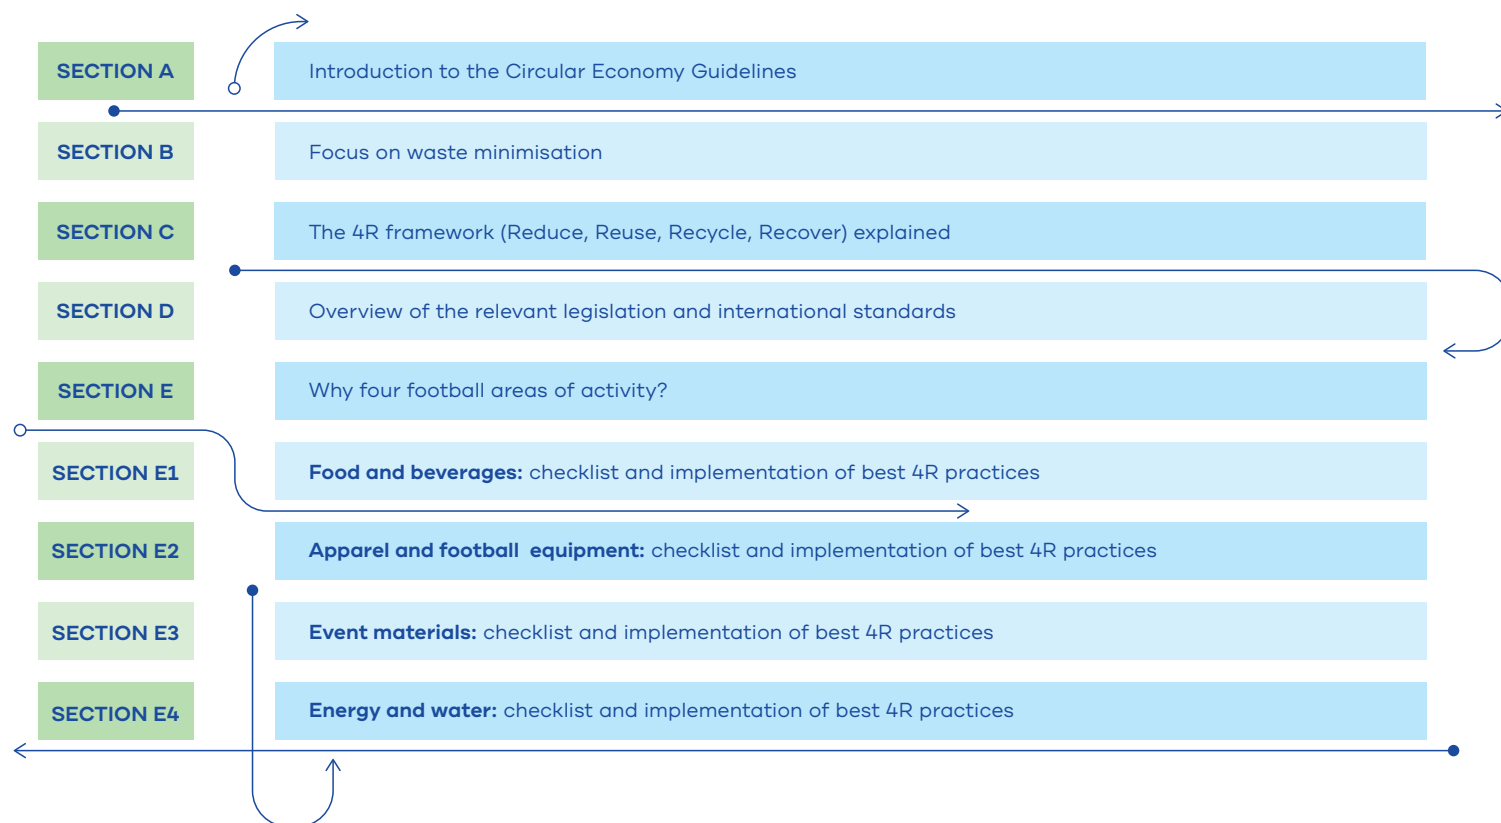 SECTION A Introduction to the Circular Economy Guidelines
SECTION B Focus on waste minimisation
SECTION C The 4R framework (Reduce, Reuse, Recycle, Recover) explained
SECTION D Overview of the relevant legislation and international standards
SECTION E Why four football areas of activity?
SECTION E1 Food and beverages: checklist and implementation of best 4R practices
SECTION E2 Apparel and football equipment: checklist and implementation of best 4R practices
SECTION E3 Event materials: checklist and implementation of best 4R practices
SECTION E4 Energy and water: checklist and implementation of best 4R practices